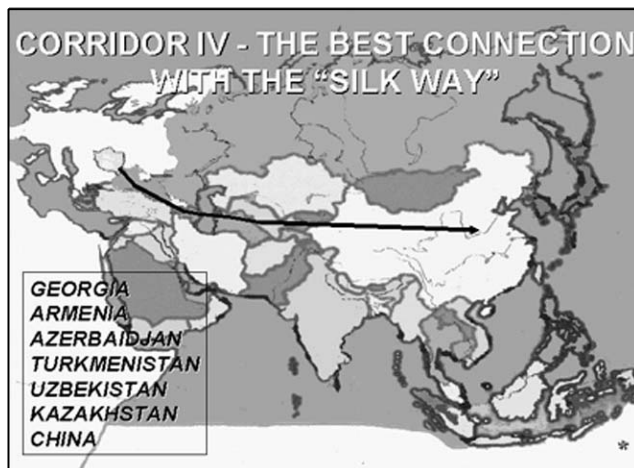 CORRIDOR IV - THE BEST CONNECTION
WITH THE “SILK WAY”
GEORGIA
ARMENIA
AZERBAIDJAN
TURKMENISTAN
UZBEKISTAN
KAZAKHSTAN
CHINA
*